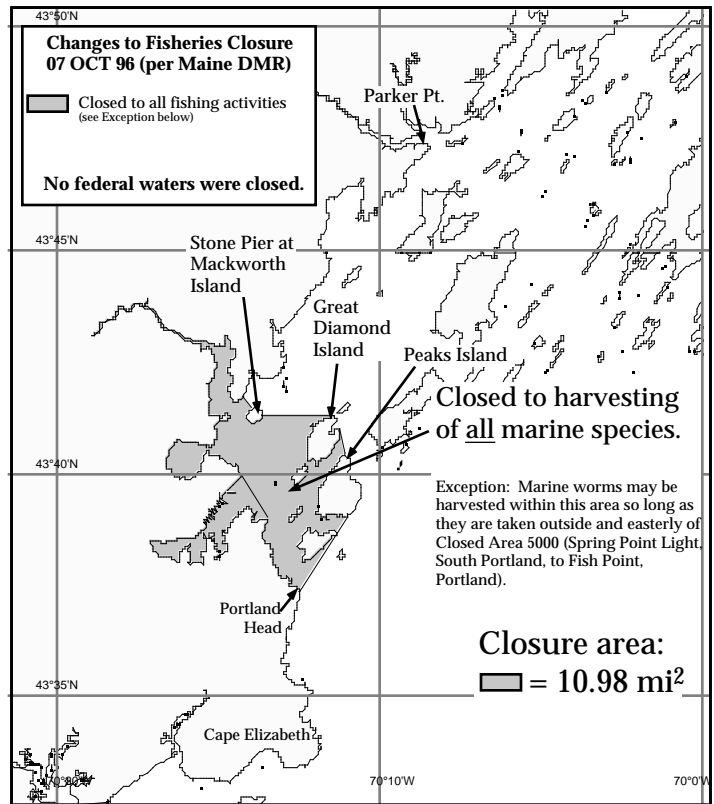 43°50'N
Changes to Fisheries Closure
07 OCT 96 (per Maine DMR)
Closed to all fishing activities
(see Exception below)
No federal waters were closed.
Parker Pt.
43°45'N
Stone Pier at
Mackworth
Island
Great
Diamond
Island
Peaks Island
Closed to harvesting
of all marine species.
43°40'N
Exception: Marine worms may be
harvested within this area so long as
they are taken outside and easterly of
Closed Area 5000 (Spring Point Light,
South Portland, to Fish Point,
Portland).
Portland
Head
Closure area:
= 10.98 mi²
43°35'N
Cape Elizabeth
70°10'W
70°0'W